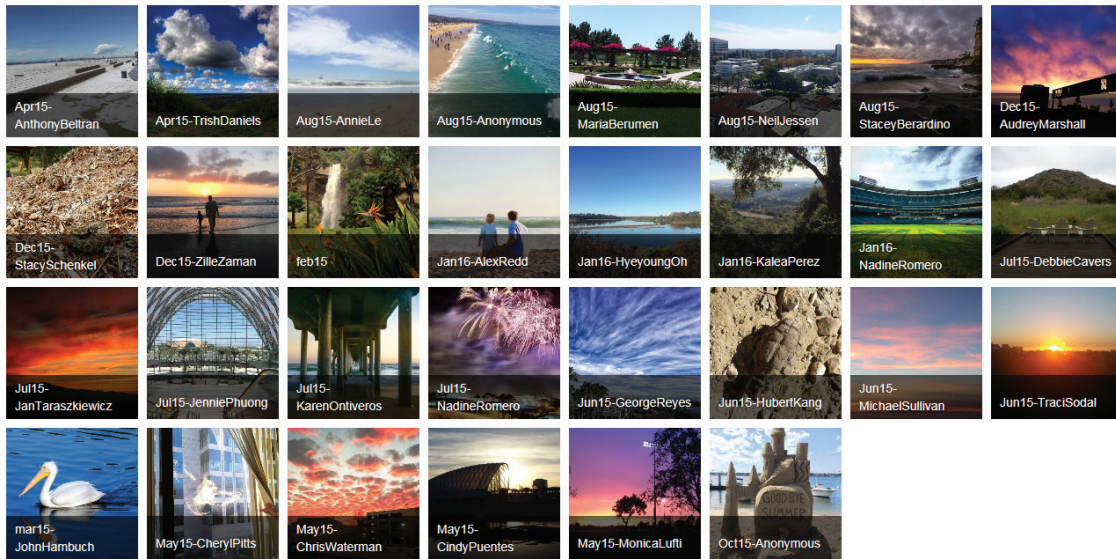 Apr15-
AnthonyBeltran
Apr15-TrishDaniels
Aug15-AnnieLe
Aug15-Anonymous
Aug15-
MariaBerumen
Aug15-NeilJessen
Aug15-
StaceyBerardino
Dec15-
AudreyMarshall
Dec15-
StacySchenkel
Dec15-ZilleZaman
feb15
Jan16-AlexRedd
Jan16-HyeyoungOh
Jan16-KaleaPerez
Jan16-
NadineRomero
Jul15-DebbieCavers
Jul15-
JanTaraszkiewicz
Jul15-JenniePhuong
Jul15-
KarenOntiveros
Jul15-
NadineRomero
Jun15-GeorgeReyes
Jun15-HubertKang
Jun15-
MichaelSullivan
Jun15-TraciSodal
mar15-
JohnHambuch
May15-CherylPitts
May15-
ChrisWaterman
May15-
CindyPuentes
May15-MonicaLufti
GOOD BYE
SUMMER
Oct15-Anonymous